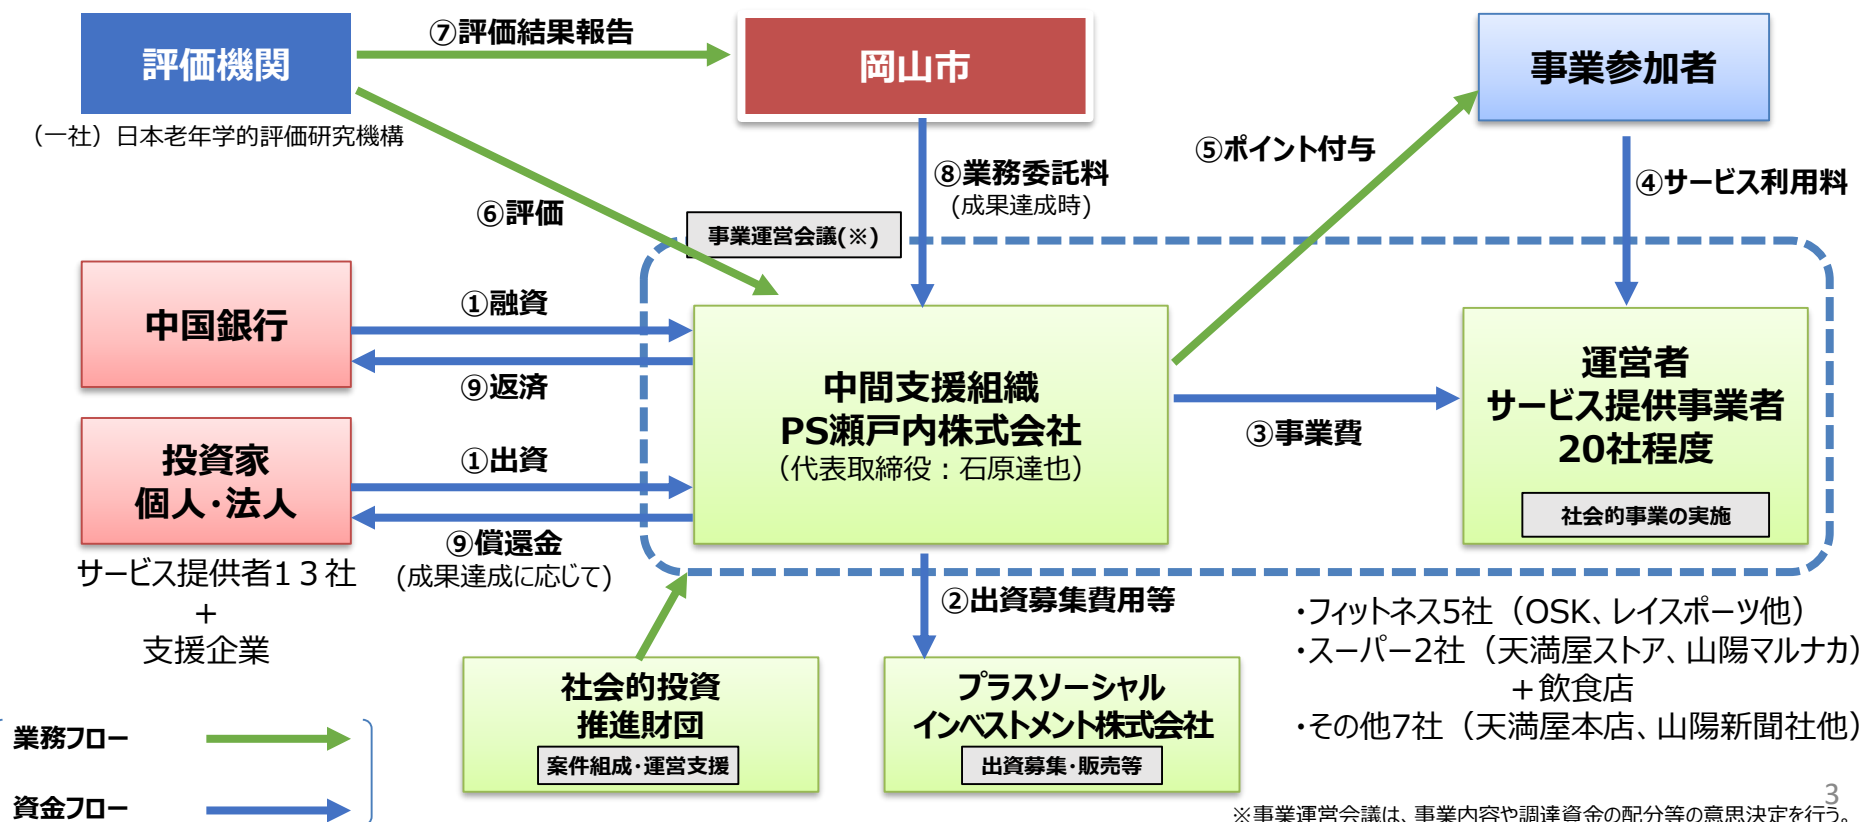 評価機関
（一社）日本老年学的評価研究機構
⑦評価結果報告
岡山市
事業参加者
⑥評価
⑧業務委託料
(成果達成時)
⑤ポイント付与
④サービス利用料
事業運営会議(※)
中国銀行
①融資
⑨返済
投資家
個人・法人
①出資
⑨償還金
(成果達成に応じて)
サービス提供者１３社
＋
支援企業
中間支援組織
PS瀬戸内株式会社
（代表取締役：石原達也）
③事業費
運営者
サービス提供事業者
20社程度
社会的事業の実施
②出資募集費用等
社会的投資
推進財団
案件組成・運営支援
プラスソーシャル
インベストメント株式会社
出資募集・販売等
・フィットネス5社（OSK、レイスポーツ他）
・スーパー2社（天満屋ストア、山陽マルナカ）
＋飲食店
・その他7社（天満屋本店、山陽新聞社他）
業務フロー
資金フロー
3
※事業運営会議は、事業内容や調達資金の配分等の意思決定を行う。